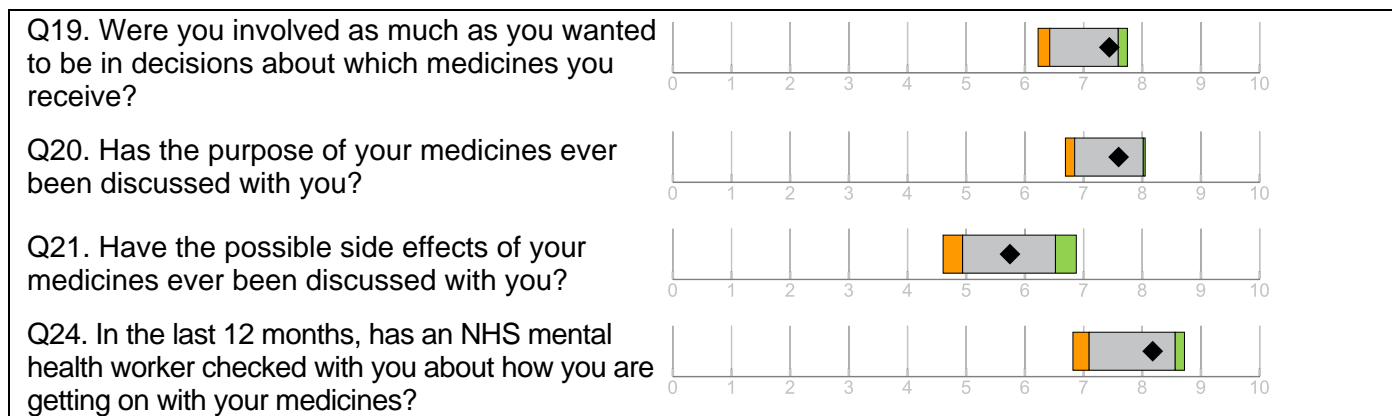 Q19. Were you involved as much as you wanted
to be in decisions about which medicines you
receive?
0 1 2 3 4 5 6 7 8 9 10
Q20. Has the purpose of your medicines ever
been discussed with you?
0 1 2 3 4 5 6 7 8 9 10
Q21. Have the possible side effects of your
medicines ever been discussed with you?
0 1 2 3 4 5 6 7 8 9 10
Q24. In the last 12 months, has an NHS mental
health worker checked with you about how you are
getting on with your medicines?
0 1 2 3 4 5 6 7 8 9 10